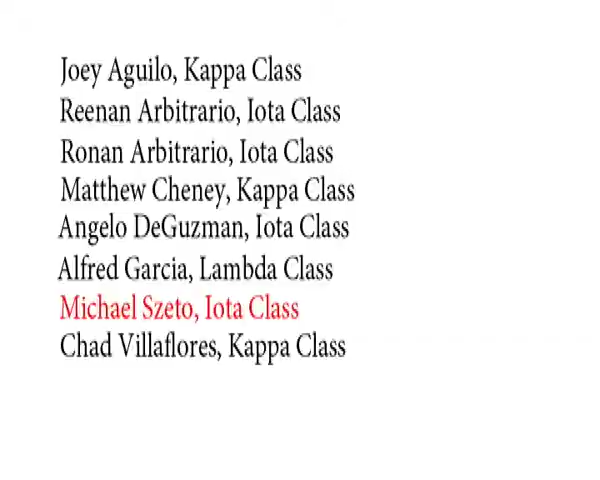 Joey Aguilo, Kappa Class
Reenan Arbitrario, Iota Class
Ronan Arbitrario, Iota Class
Matthew Cheney, Kappa Class
Angelo DeGuzman, Iota Class
Alfred Garcia, Lambda Class
Michael Szeto, Iota Class
Chad Villaflores, Kappa Class